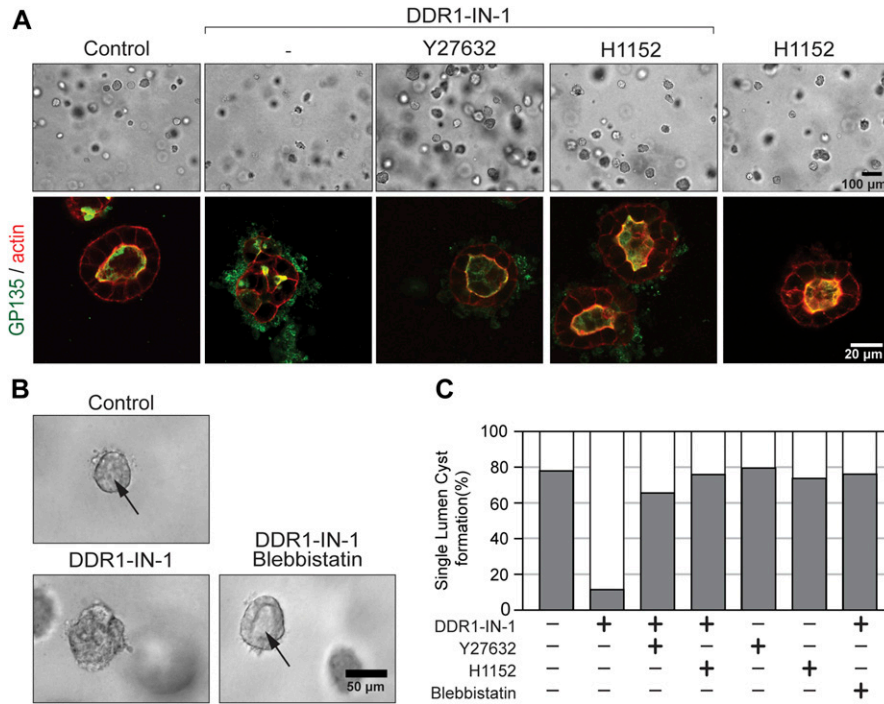 A
DDR1-IN-1
Control - Y27632 H1152 H1152
100 µm
GP135 / actin
20 µm
B
Control
DDR1-IN-1
DDR1-IN-1
Blebbistatin
50 µm
C
Single Lumen Cyst
formation(%)
100
80
60
40
20
0
DDR1-IN-1 – + + + – – +
Y27632 – – + – + – –
H1152 – – – + – + –
Blebbistatin – – – – – – +